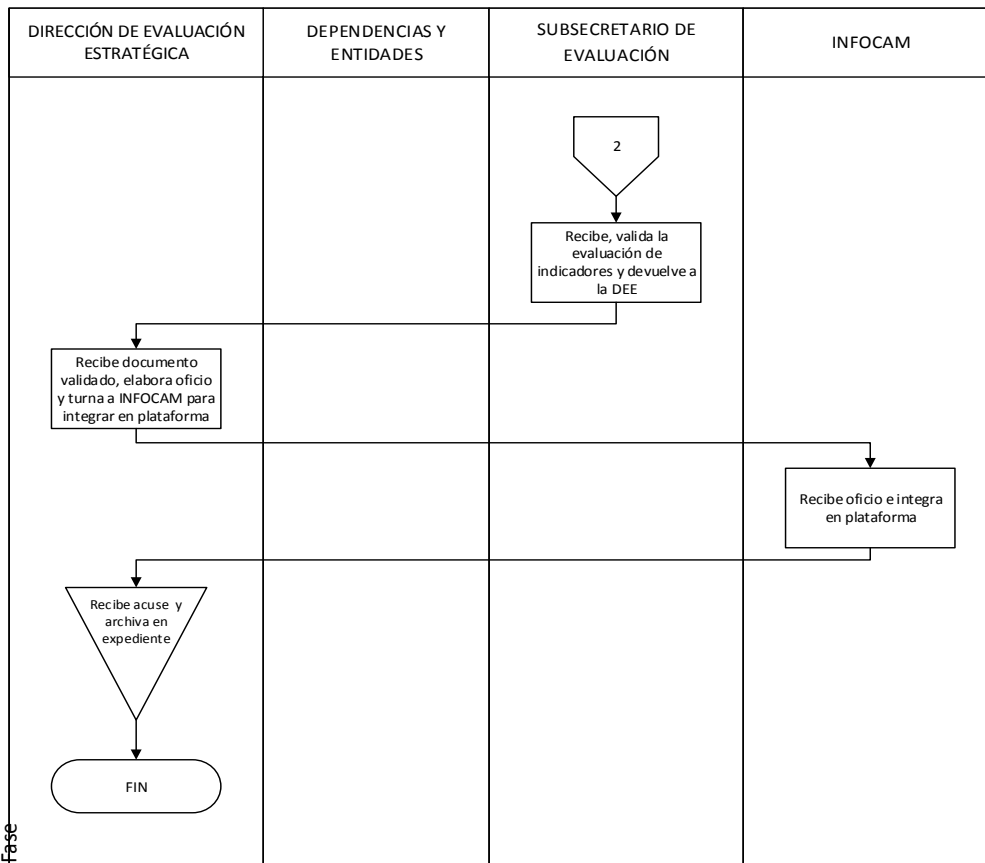 DIRECCIÓN DE EVALUACIÓN
ESTRATÉGICA
DEPENDENCIAS Y
ENTIDADES
SUBSECRETARIO DE
EVALUACIÓN
INFOCAM
2
Recibe, valida la
evaluación de
indicadores y devuelve a
la DEE
Recibe documento
validado, elabora oficio
y turna a INFOCAM para
integrar en plataforma
Recibe oficio e integra
en plataforma
Recibe acuse y
archiva en
expediente
FIN
Fase